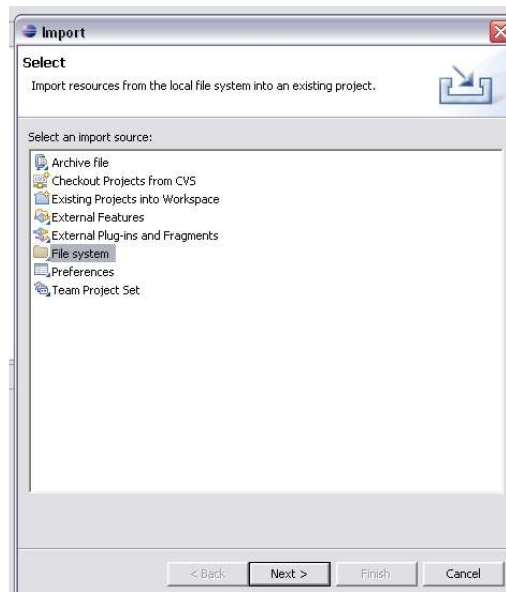 Import
Select
Import resources from the local file system into an existing project.
Select an import source:
Archive file
Checkout Projects from CVS
Existing Projects into Workspace
External Features
External Plug-ins and Fragments
File system
Preferences
Team Project Set
< Back Next > Finish Cancel